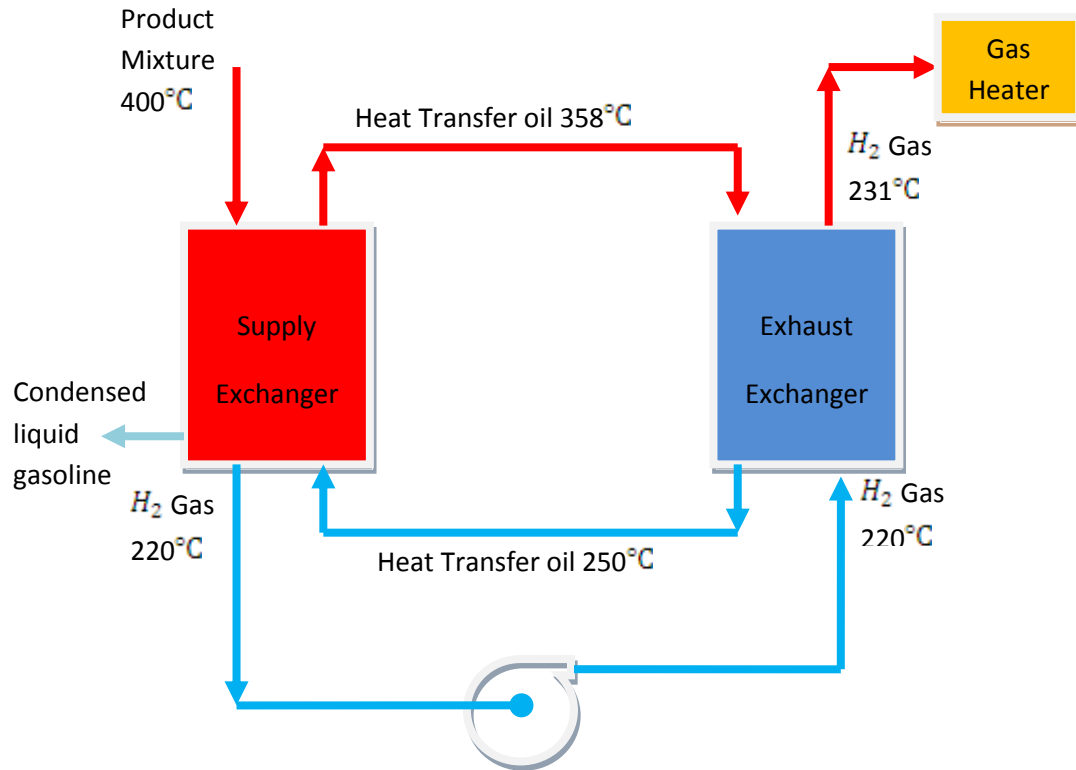 Product
Mixture
400°C
Heat Transfer oil 358°C
Gas
Heater
H₂ Gas
231°C
Supply
Exchanger
Exhaust
Exchanger
Condensed
liquid
gasoline
H₂ Gas
220°C
Heat Transfer oil 250°C
H₂ Gas
220°C